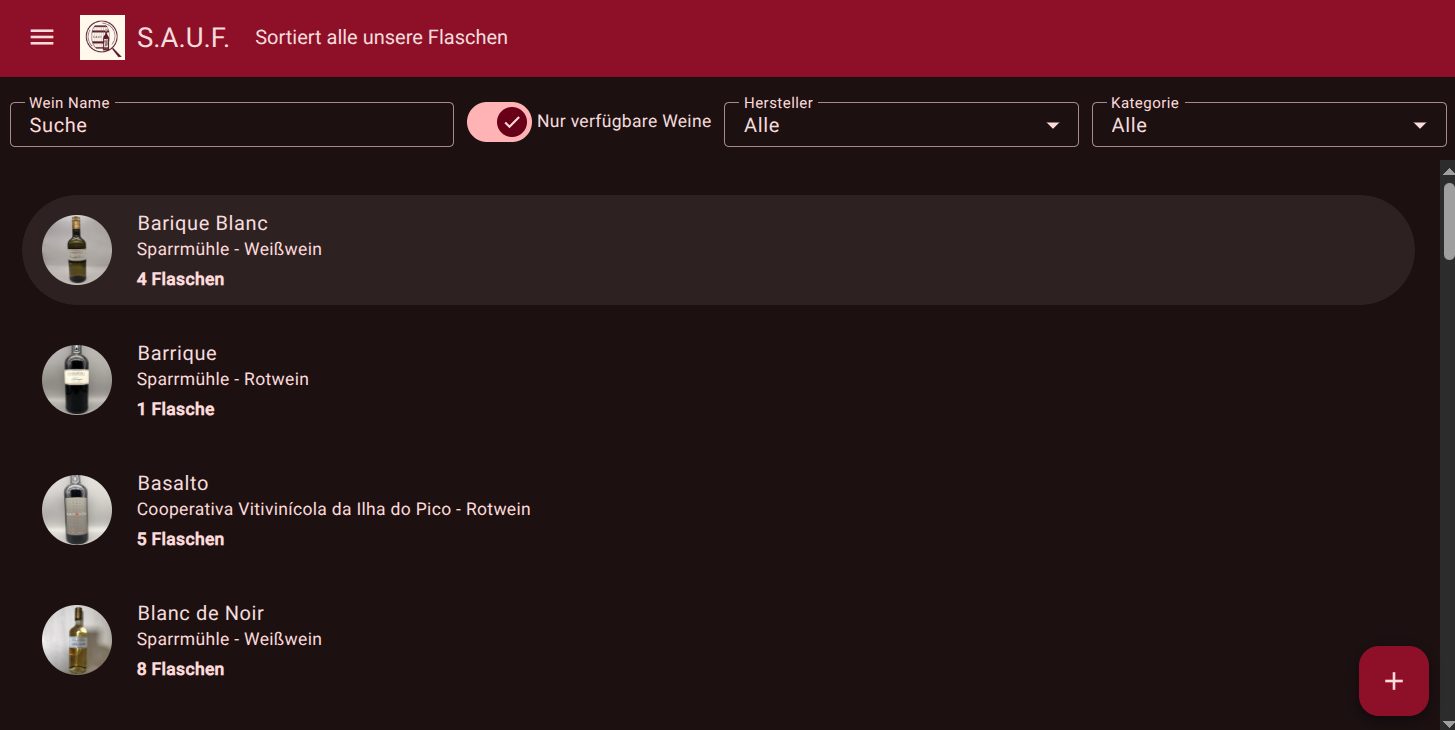 S.A.U.F. Sortiert alle unsere Flaschen
Wein Name
Suche
Nur verfügbare Weine
Hersteller
Alle
Kategorie
Alle
Barique Blanc
Sparrmühle - Weißwein
4 Flaschen
Barrique
Sparrmühle - Rotwein
1 Flasche
Basalto
Cooperativa Vitivinícola da Ilha do Pico - Rotwein
5 Flaschen
Blanc de Noir
Sparrmühle - Weißwein
8 Flaschen